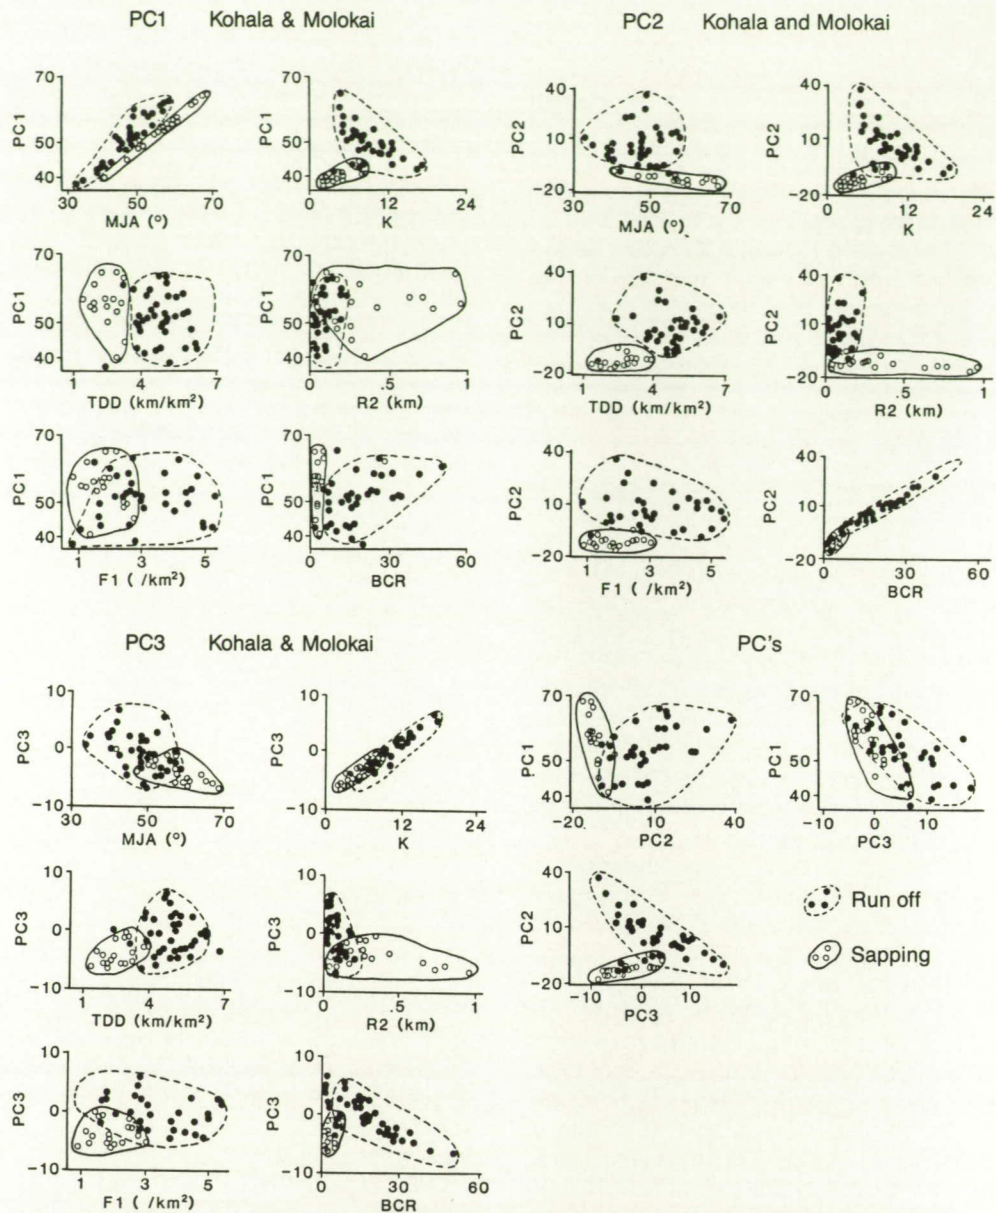 PC1 Kohala & Molokai
70
PC1
50
40
30
50
70
MJA (°)
70
PC1
50
40
0
12
24
K
70
PC1
50
40
1
4
7
TDD (km/km²)
70
PC1
50
40
0
.5
1
R2 (km)
70
PC1
50
40
1
3
5
F1 ( /km²)
70
PC1
50
40
0
30
60
BCR
PC2 Kohala and Molokai
40
PC2
10
-20
30
50
70
MJA (°)
40
PC2
10
-20
0
12
24
K
40
PC2
10
-20
1
4
7
TDD (km/km²)
40
PC2
10
-20
0
.5
1
R2 (km)
40
PC2
10
-20
1
3
5
F1 ( /km²)
40
PC2
10
-20
0
30
60
BCR
PC3 Kohala & Molokai
10
PC3
0
-10
30
50
70
MJA (°)
10
PC3
0
-10
0
12
24
K
10
PC3
0
-10
1
4
7
TDD (km/km²)
10
PC3
0
-10
0
.5
1
R2 (km)
10
PC3
0
-10
1
3
5
F1 ( /km²)
10
PC3
0
-10
0
30
60
BCR
PC's
70
PC1
50
40
-20
10
40
PC2
70
PC1
50
40
-10
0
10
PC3
40
PC2
10
-20
-10
0
10
PC3
Run off
Sapping